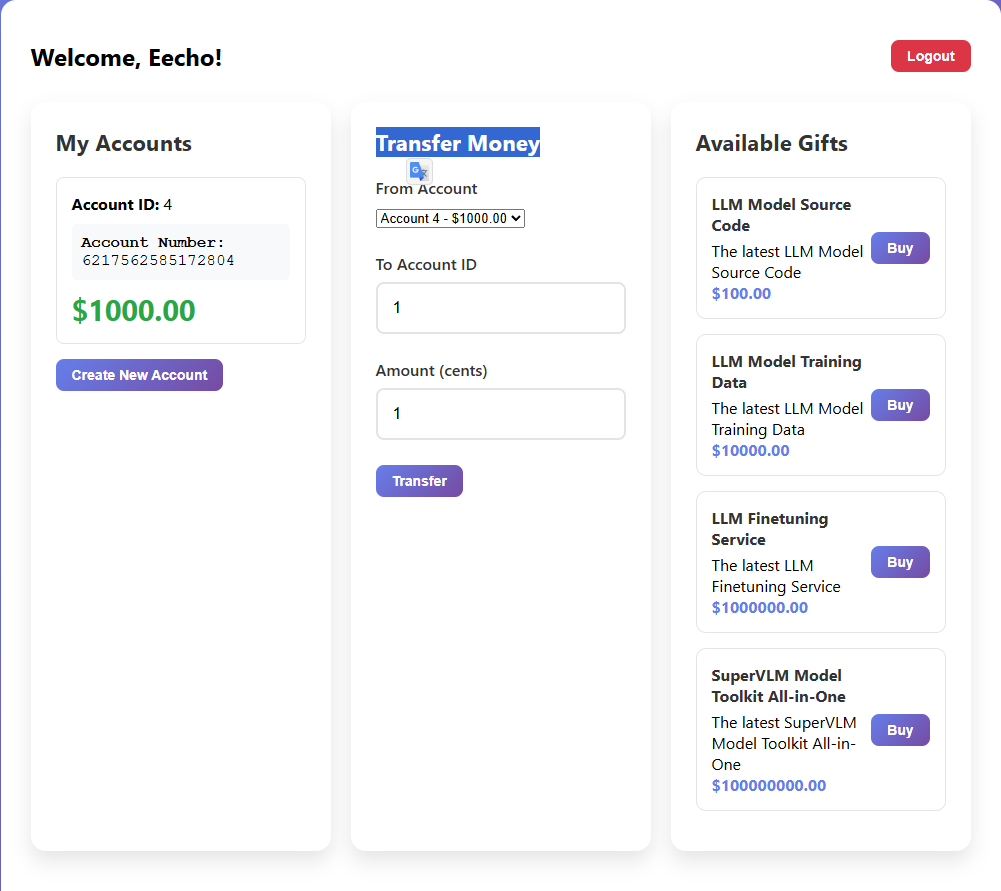 Welcome, Eecho!
Logout
My Accounts
Account ID: 4
Account Number:
6217562585172804
$1000.00
Create New Account
Transfer Money
From Account
Account 4 - $1000.00
To Account ID
1
Amount (cents)
1
Transfer
Available Gifts
LLM Model Source
Code
The latest LLM Model
Source Code
$100.00
Buy
LLM Model Training
Data
The latest LLM Model
Training Data
$10000.00
Buy
LLM Finetuning
Service
The latest LLM
Finetuning Service
$1000000.00
Buy
SuperVLM Model
Toolkit All-in-One
The latest SuperVLM
Model Toolkit All-in-
One
$100000000.00
Buy